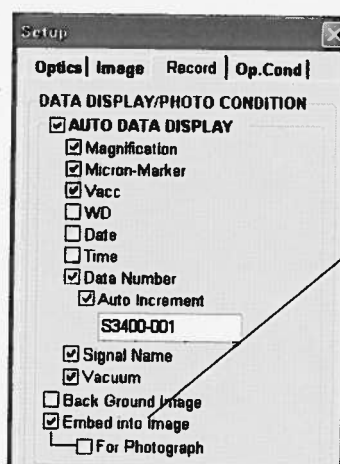 Setup
Optics Image Record Op.Cond
DATA DISPLAY/PHOTO CONDITION
AUTO DATA DISPLAY
Magnification
Micron-Marker
Vacc
WD
Date
Time
Data Number
Auto Increment
S3400-001
Signal Name
Vacuum
Back Ground Image
Embed into Image
For Photograph